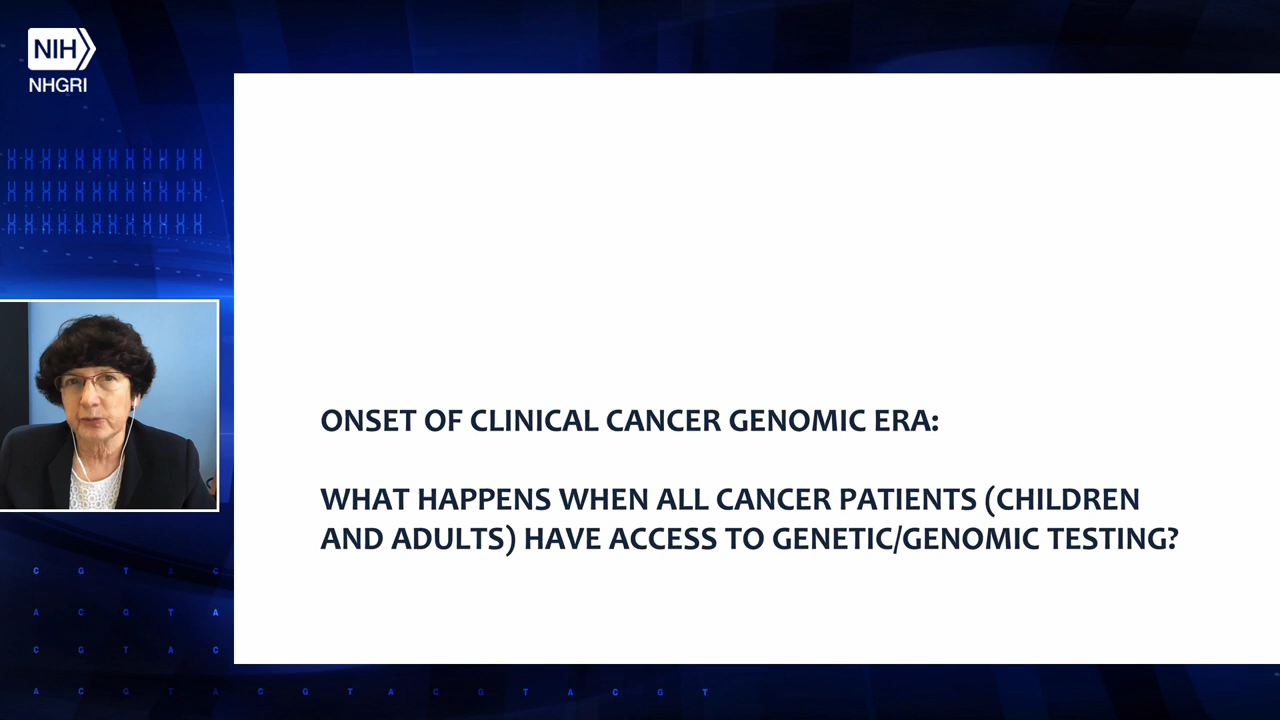 NIH
NHGRI
ONSET OF CLINICAL CANCER GENOMIC ERA:
WHAT HAPPENS WHEN ALL CANCER PATIENTS (CHILDREN
AND ADULTS) HAVE ACCESS TO GENETIC/GENOMIC TESTING?
C G T A C
A C G T A
C G T A C
A C G T A C G T A C G T A C G T